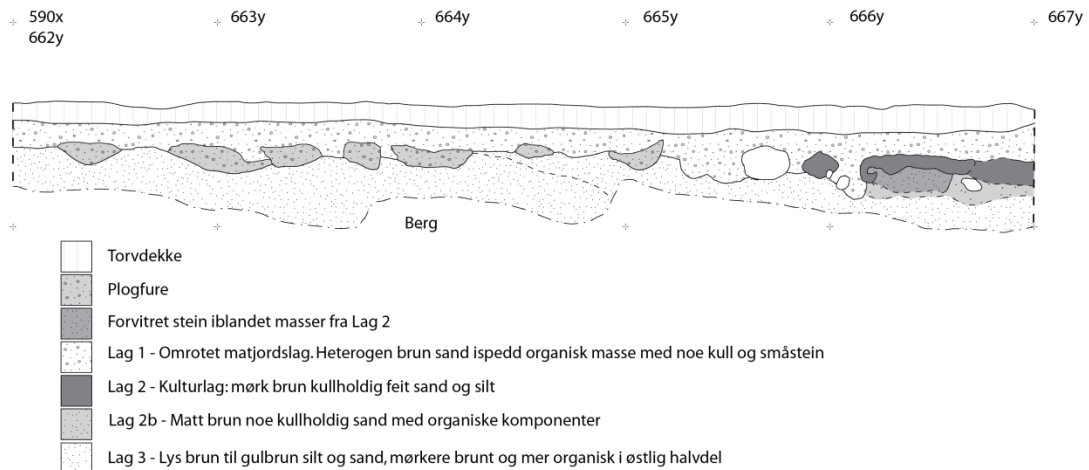 590x 663y 664y 665y 666y 667y
662y
Berg
Torvdekke
Plogfure
Forvitret stein iblandet masser fra Lag 2
Lag 1 - Omrotet matjordslag. Heterogen brun sand ispedd organisk masse med noe kull og småstein
Lag 2 - Kulturlag: mørk brun kullholdig feit sand og silt
Lag 2b - Matt brun noe kullholdig sand med organiske komponenter
Lag 3 - Lys brun til gulbrun silt og sand, mørkere brunt og mer organisk i østlig halvdel